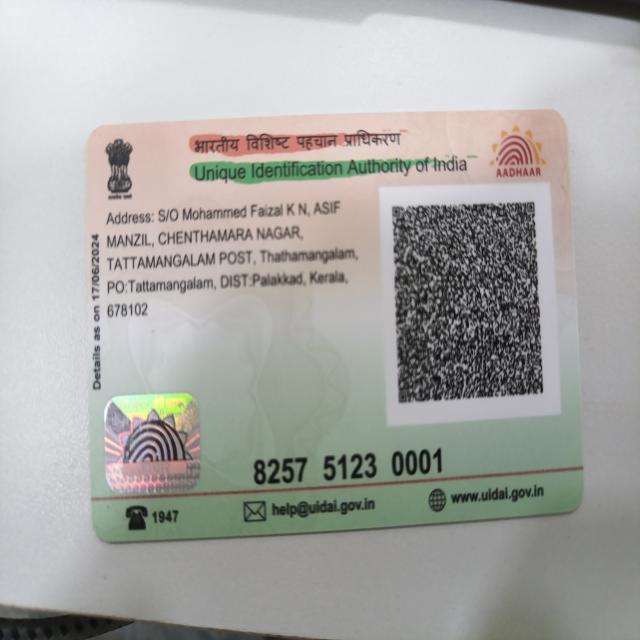 भारतीय विशिष्ट पहचान प्राधिकरण
Unique Identification Authority of India
AADHAAR
Address: S/O Mohammed Faizal K N, ASIF
MANZIL, CHENTHAMARA NAGAR,
TATTAMANGALAM POST, Thathamangalam,
PO:Tattamangalam, DIST:Palakkad, Kerala,
678102
Details as on 17/06/2024
8257 5123 0001
1947
help@uidai.gov.in
www.uidai.gov.in